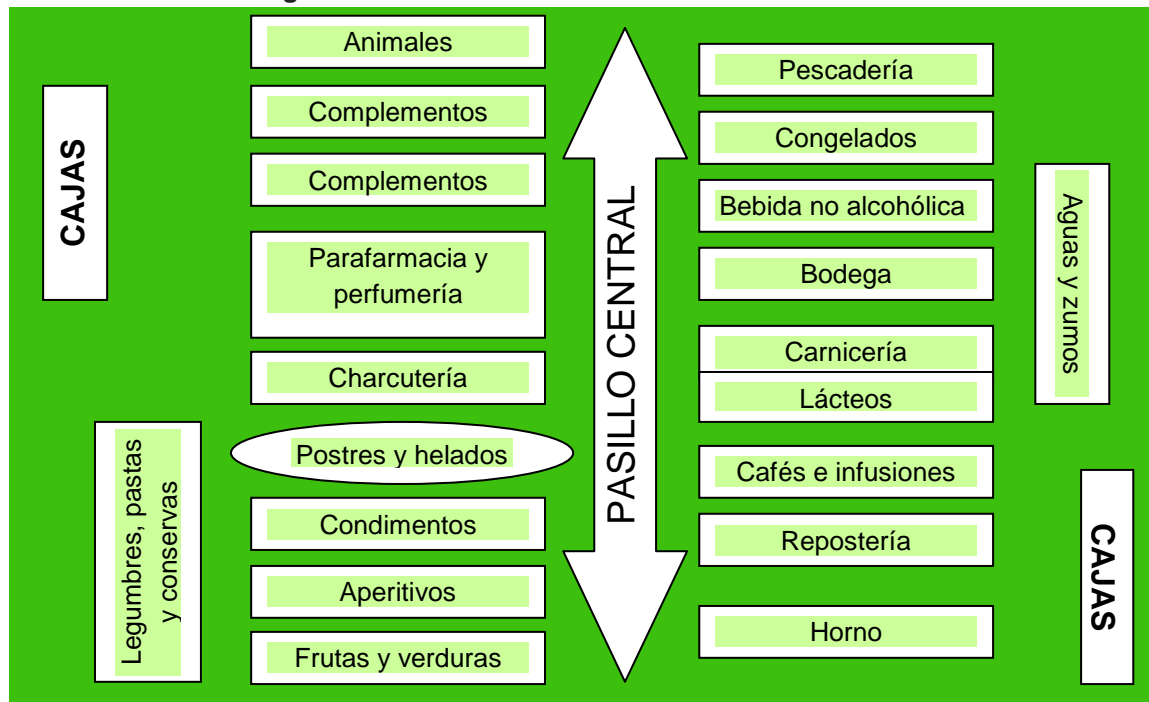 Animales
Complementos
Complementos
Parafarmacia y
perfumería
Charcutería
Postres y helados
Condimentos
Aperitivos
Frutas y verduras
CAJAS
Legumbres, pastas
y conservas
PASILLO CENTRAL
Pescadería
Congelados
Bebida no alcohólica
Bodega
Carnicería
Lácteos
Cafés e infusiones
Repostería
Horno
Aguas y zumos
CAJAS